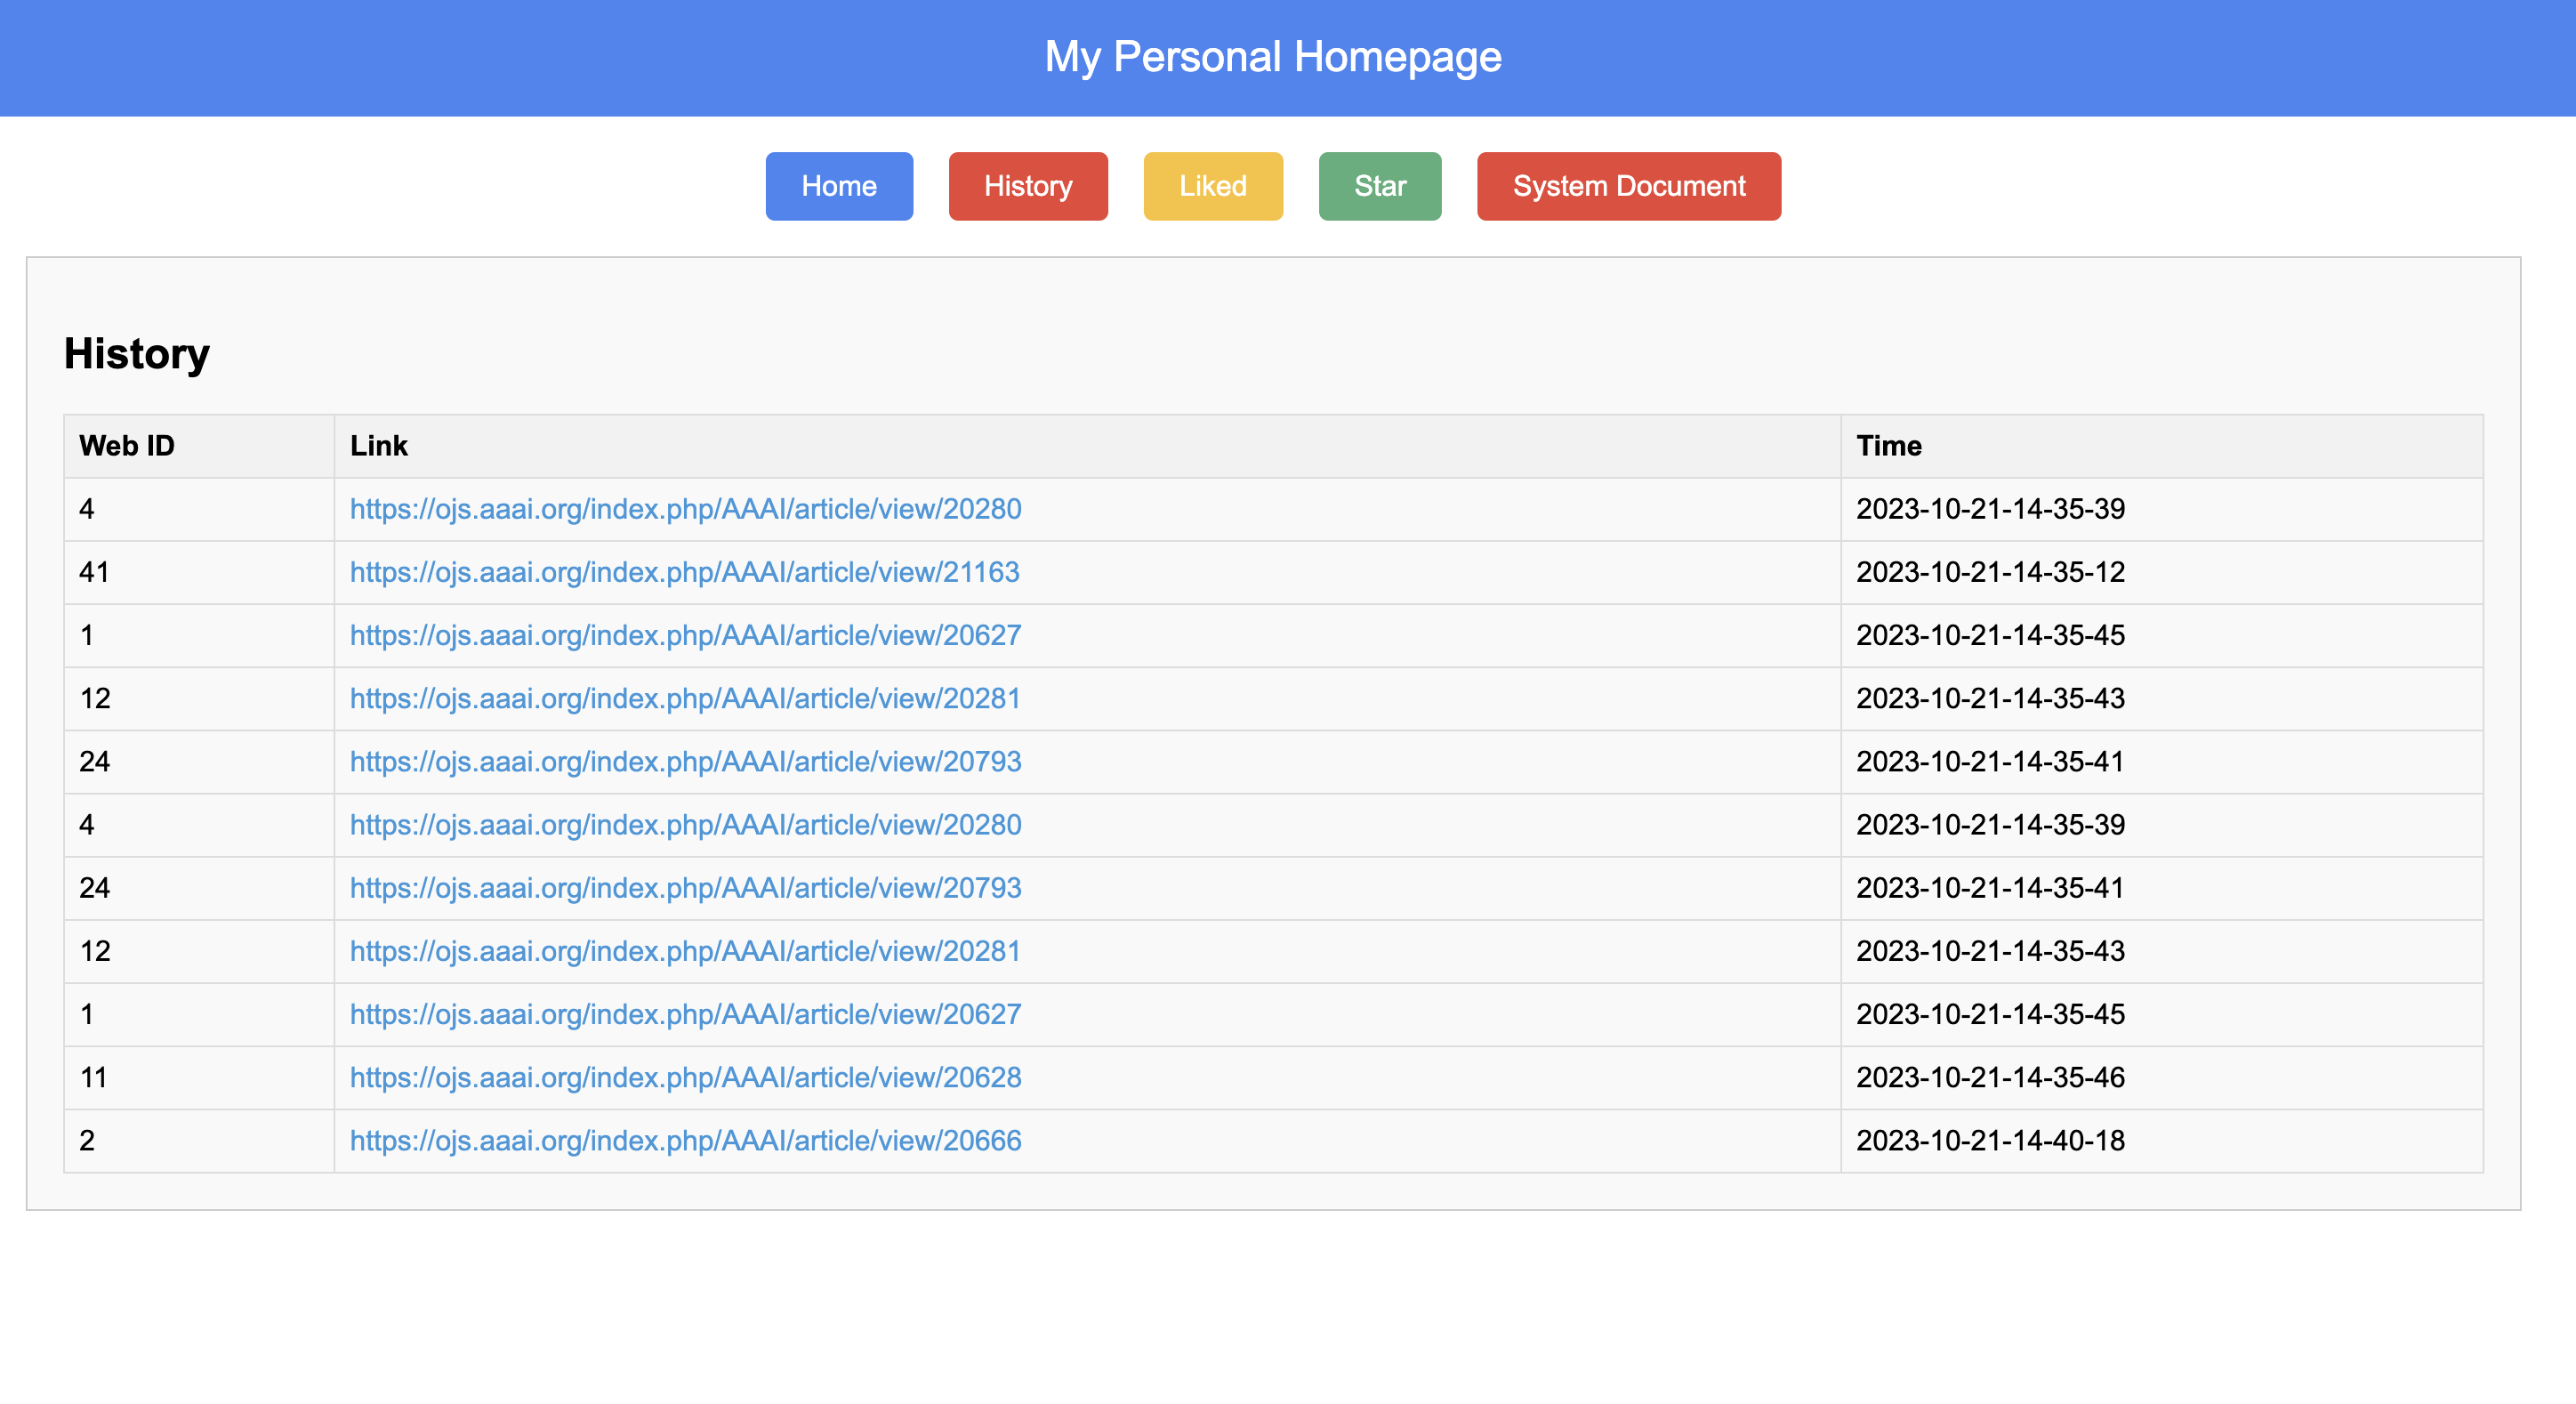 My Personal Homepage
Home History Liked Star System Document
History
Web ID Link Time
4 https://ojs.aaai.org/index.php/AAAI/article/view/20280 2023-10-21-14-35-39
41 https://ojs.aaai.org/index.php/AAAI/article/view/21163 2023-10-21-14-35-12
1 https://ojs.aaai.org/index.php/AAAI/article/view/20627 2023-10-21-14-35-45
12 https://ojs.aaai.org/index.php/AAAI/article/view/20281 2023-10-21-14-35-43
24 https://ojs.aaai.org/index.php/AAAI/article/view/20793 2023-10-21-14-35-41
4 https://ojs.aaai.org/index.php/AAAI/article/view/20280 2023-10-21-14-35-39
24 https://ojs.aaai.org/index.php/AAAI/article/view/20793 2023-10-21-14-35-41
12 https://ojs.aaai.org/index.php/AAAI/article/view/20281 2023-10-21-14-35-43
1 https://ojs.aaai.org/index.php/AAAI/article/view/20627 2023-10-21-14-35-45
11 https://ojs.aaai.org/index.php/AAAI/article/view/20628 2023-10-21-14-35-46
2 https://ojs.aaai.org/index.php/AAAI/article/view/20666 2023-10-21-14-40-18